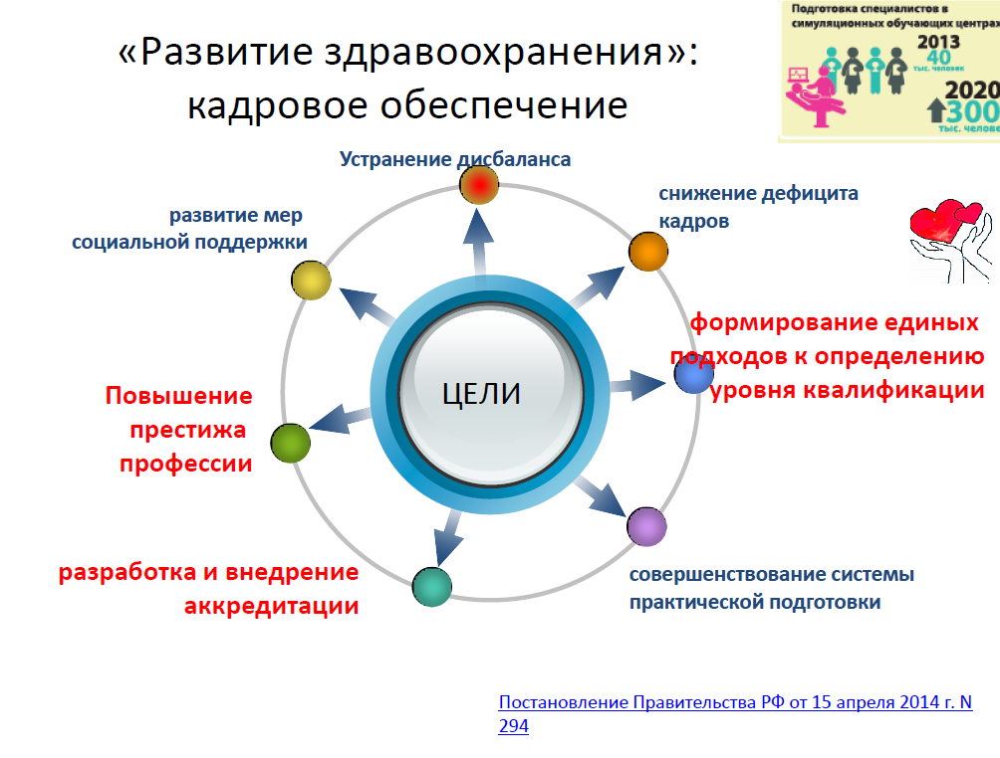 Подготовка специалистов в
симуляционных обучающих центрах
2013
40
тыс. человек
2020
300
тыс. человек
«Развитие здравоохранения»:
кадровое обеспечение
Устранение дисбаланса
снижение дефицита
кадров
формирование единых
подходов к определению
уровня квалификации
совершенствование системы
практической подготовки
разработка и внедрение
аккредитации
Повышение
престижа
профессии
развитие мер
социальной поддержки
ЦЕЛИ
Постановление Правительства РФ от 15 апреля 2014 г. N
294